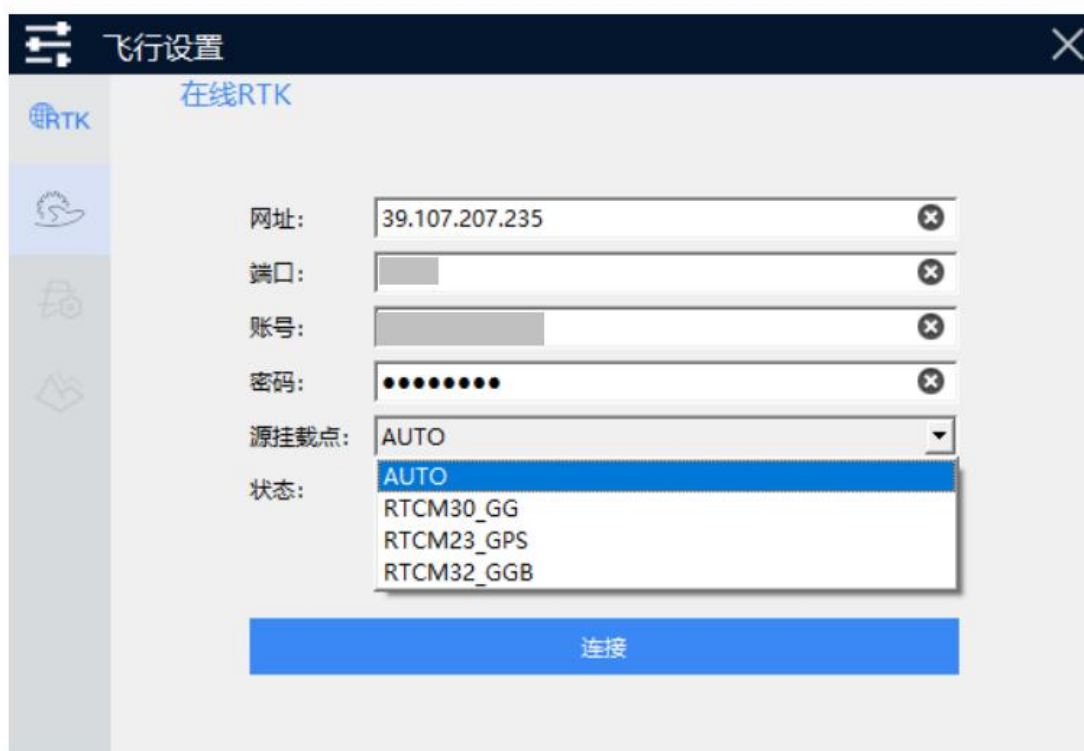 飞行设置
在线RTK
RTK
网址: 39.107.207.235
端口:
账号:
密码: ●●●●●●●●
源挂载点: AUTO
AUTO
状态:
RTCM30_GG
RTCM23_GPS
RTCM32_GGB
连接